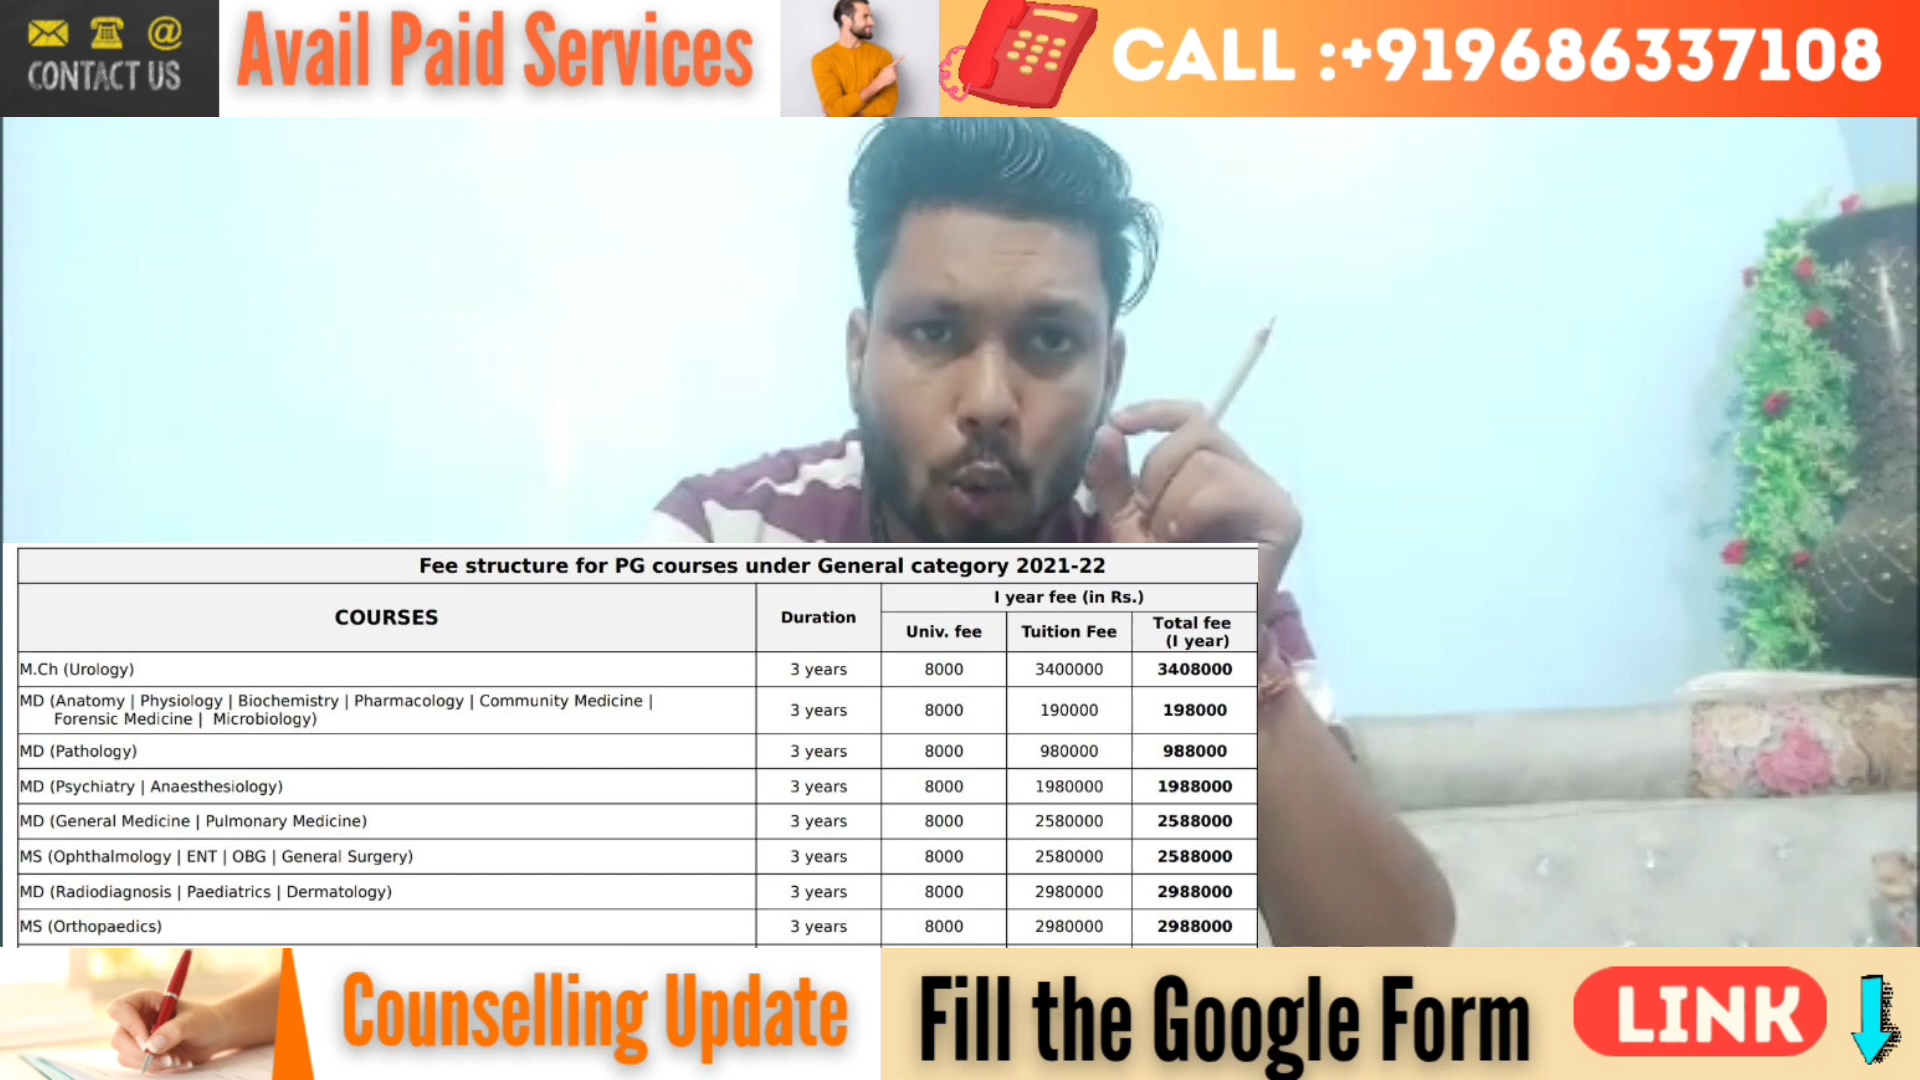 CONTACT US
Avail Paid Services
CALL :+919686337108
Fee structure for PG courses under General category 2021-22
COURSES
Duration
I year fee (in Rs.)
Univ. fee
Tuition Fee
Total fee
(I year)
M.Ch (Urology) 3 years 8000 3400000 3408000
MD (Anatomy | Physiology | Biochemistry | Pharmacology | Community Medicine |
Forensic Medicine | Microbiology) 3 years 8000 190000 198000
MD (Pathology) 3 years 8000 980000 988000
MD (Psychiatry | Anaesthesiology) 3 years 8000 1980000 1988000
MD (General Medicine | Pulmonary Medicine) 3 years 8000 2580000 2588000
MS (Ophthalmology | ENT | OBG | General Surgery) 3 years 8000 2580000 2588000
MD (Radiodiagnosis | Paediatrics | Dermatology) 3 years 8000 2980000 2988000
MS (Orthopaedics) 3 years 8000 2980000 2988000
Counselling Update
Fill the Google Form
LINK